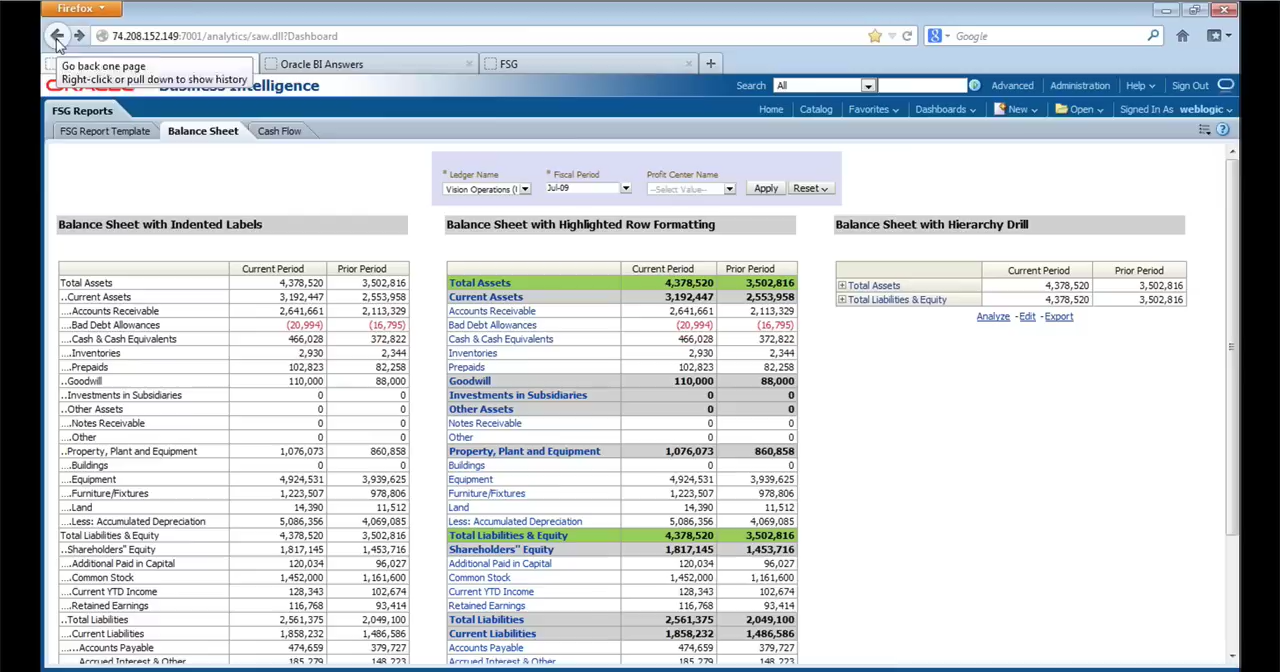 Firefox
74.208.152.149:7001/analytics/saw.dll?Dashboard
Google
Go back one page
Right-click or pull down to show history
Oracle BI Answers
FSG
Business Intelligence
Search All Advanced Administration Help Sign Out
FSG Reports
Home Catalog Favorites Dashboards New Open Signed In As weblogic
FSG Report Template Balance Sheet Cash Flow
* Ledger Name * Fiscal Period Profit Center Name
Vision Operations ( Jul-09 --Select Value-- Apply Reset
Balance Sheet with Indented Labels
Current Period Prior Period
Total Assets 4,378,520 3,502,816
..Current Assets 3,192,447 2,553,958
....Accounts Receivable 2,641,661 2,113,329
....Bad Debt Allowances (20,994) (16,795)
....Cash & Cash Equivalents 466,028 372,822
....Inventories 2,930 2,344
....Prepaids 102,823 82,258
..Goodwill 110,000 88,000
..Investments in Subsidiaries 0 0
..Other Assets 0 0
....Notes Receivable 0 0
....Other 0 0
..Property, Plant and Equipment 1,076,073 860,858
....Buildings 0 0
....Equipment 4,924,531 3,939,625
....Furniture/Fixtures 1,223,507 978,806
....Land 14,390 11,512
....Less: Accumulated Depreciation 5,086,356 4,069,085
Total Liabilities & Equity 4,378,520 3,502,816
..Shareholders" Equity 1,817,145 1,453,716
....Additional Paid in Capital 120,034 96,027
....Common Stock 1,452,000 1,161,600
....Current YTD Income 128,343 102,674
....Retained Earnings 116,768 93,414
..Total Liabilities 2,561,375 2,049,100
....Current Liabilities 1,858,232 1,486,586
......Accounts Payable 474,659 379,727
Accrued Interest & Other 185,279 148,223
Balance Sheet with Highlighted Row Formatting
Current Period Prior Period
Total Assets 4,378,520 3,502,816
Current Assets 3,192,447 2,553,958
Accounts Receivable 2,641,661 2,113,329
Bad Debt Allowances (20,994) (16,795)
Cash & Cash Equivalents 466,028 372,822
Inventories 2,930 2,344
Prepaids 102,823 82,258
Goodwill 110,000 88,000
Investments in Subsidiaries 0 0
Other Assets 0 0
Notes Receivable 0 0
Other 0 0
Property, Plant and Equipment 1,076,073 860,858
Buildings 0 0
Equipment 4,924,531 3,939,625
Furniture/Fixtures 1,223,507 978,806
Land 14,390 11,512
Less: Accumulated Depreciation 5,086,356 4,069,085
Total Liabilities & Equity 4,378,520 3,502,816
Shareholders" Equity 1,817,145 1,453,716
Additional Paid in Capital 120,034 96,027
Common Stock 1,452,000 1,161,600
Current YTD Income 128,343 102,674
Retained Earnings 116,768 93,414
Total Liabilities 2,561,375 2,049,100
Current Liabilities 1,858,232 1,486,586
Accounts Payable 474,659 379,727
Accrued Interest & Other 185,279 148,223
Balance Sheet with Hierarchy Drill
Current Period Prior Period
Total Assets 4,378,520 3,502,816
Total Liabilities & Equity 4,378,520 3,502,816
Analyze - Edit - Export